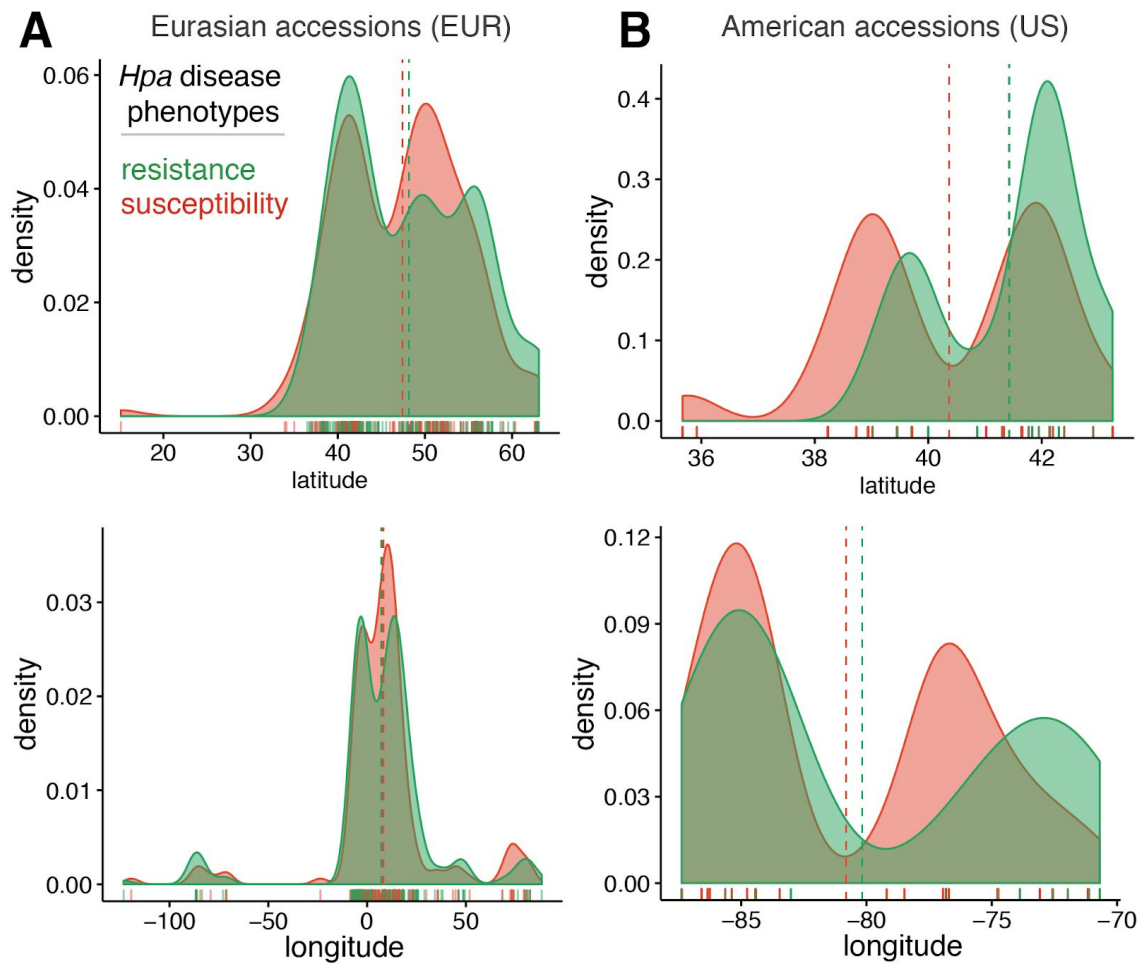 A
Eurasian accessions (EUR)
Hpa disease
phenotypes
resistance
susceptibility
density
0.06
0.04
0.02
0.00
20
30
40
50
60
latitude
B
American accessions (US)
density
0.4
0.3
0.2
0.1
0.0
36
38
40
42
latitude
density
0.03
0.02
0.01
0.00
−100
−50
0
50
longitude
density
0.12
0.09
0.06
0.03
0.00
−85
−80
−75
−70
longitude